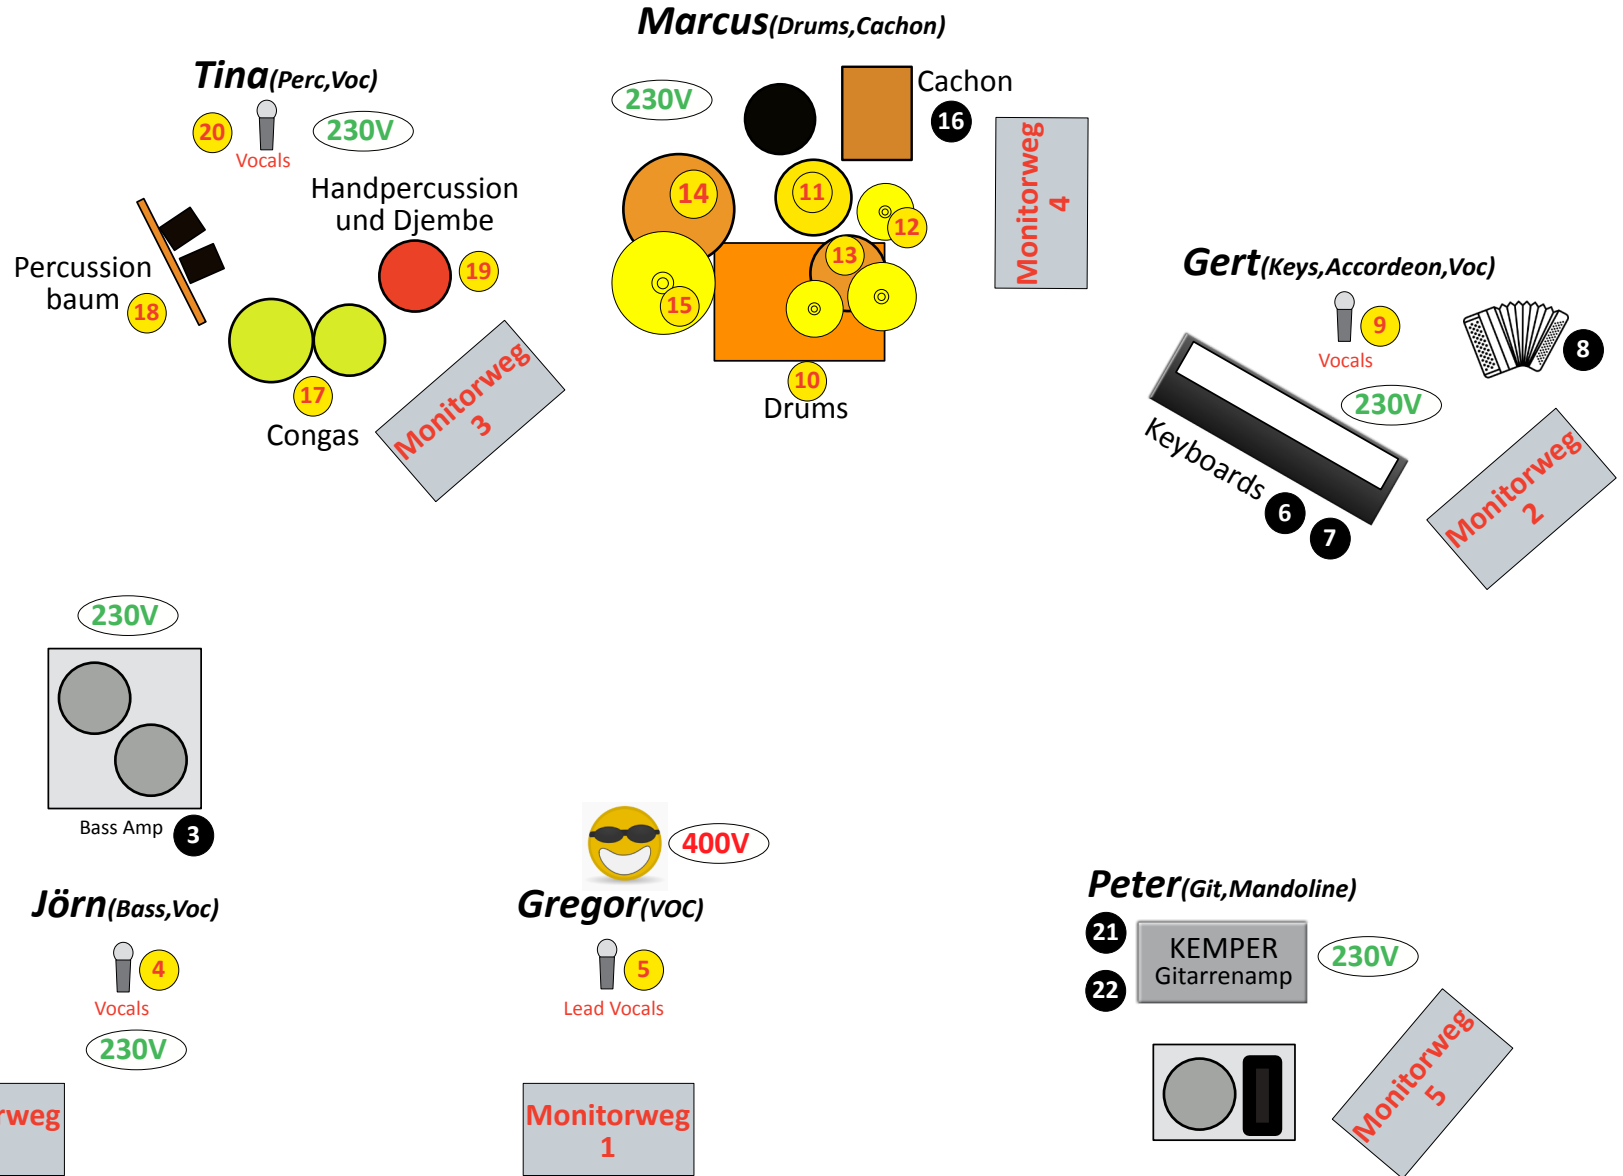 Marcus(Drums,Cachon)
230V
Cachon
16
Monitorweg
4
14
11
12
13
15
10
Drums
Tina(Perc,Voc)
20
Vocals
230V
Handpercussion
und Djembe
19
Percussion
baum
18
17
Congas
Monitorweg
3
Gert(Keys,Accordeon,Voc)
9
Vocals
8
230V
Keyboards
6
7
Monitorweg
2
230V
Bass Amp
3
Jörn(Bass,Voc)
4
Vocals
230V
rweg
400V
Gregor(VOC)
5
Lead Vocals
Monitorweg
1
Peter(Git,Mandoline)
21
22
KEMPER
Gitarrenamp
230V
Monitorweg
5